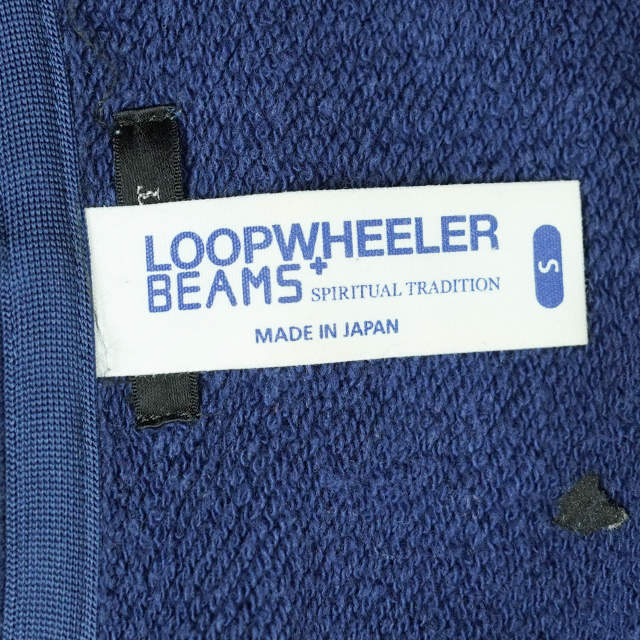 LOOPWHEELER
+
BEAMS SPIRITUAL TRADITION
MADE IN JAPAN
S